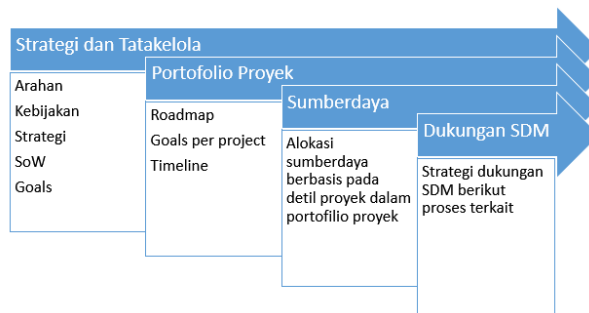 Strategi dan Tatakelola
Arahan
Kebijakan
Strategi
SoW
Goals
Portofolio Proyek
Roadmap
Goals per project
Timeline
Sumberdaya
Alokasi
sumberdaya
berbasis pada
detil proyek dalam
portofilio proyek
Dukungan SDM
Strategi dukungan
SDM berikut
proses terkait